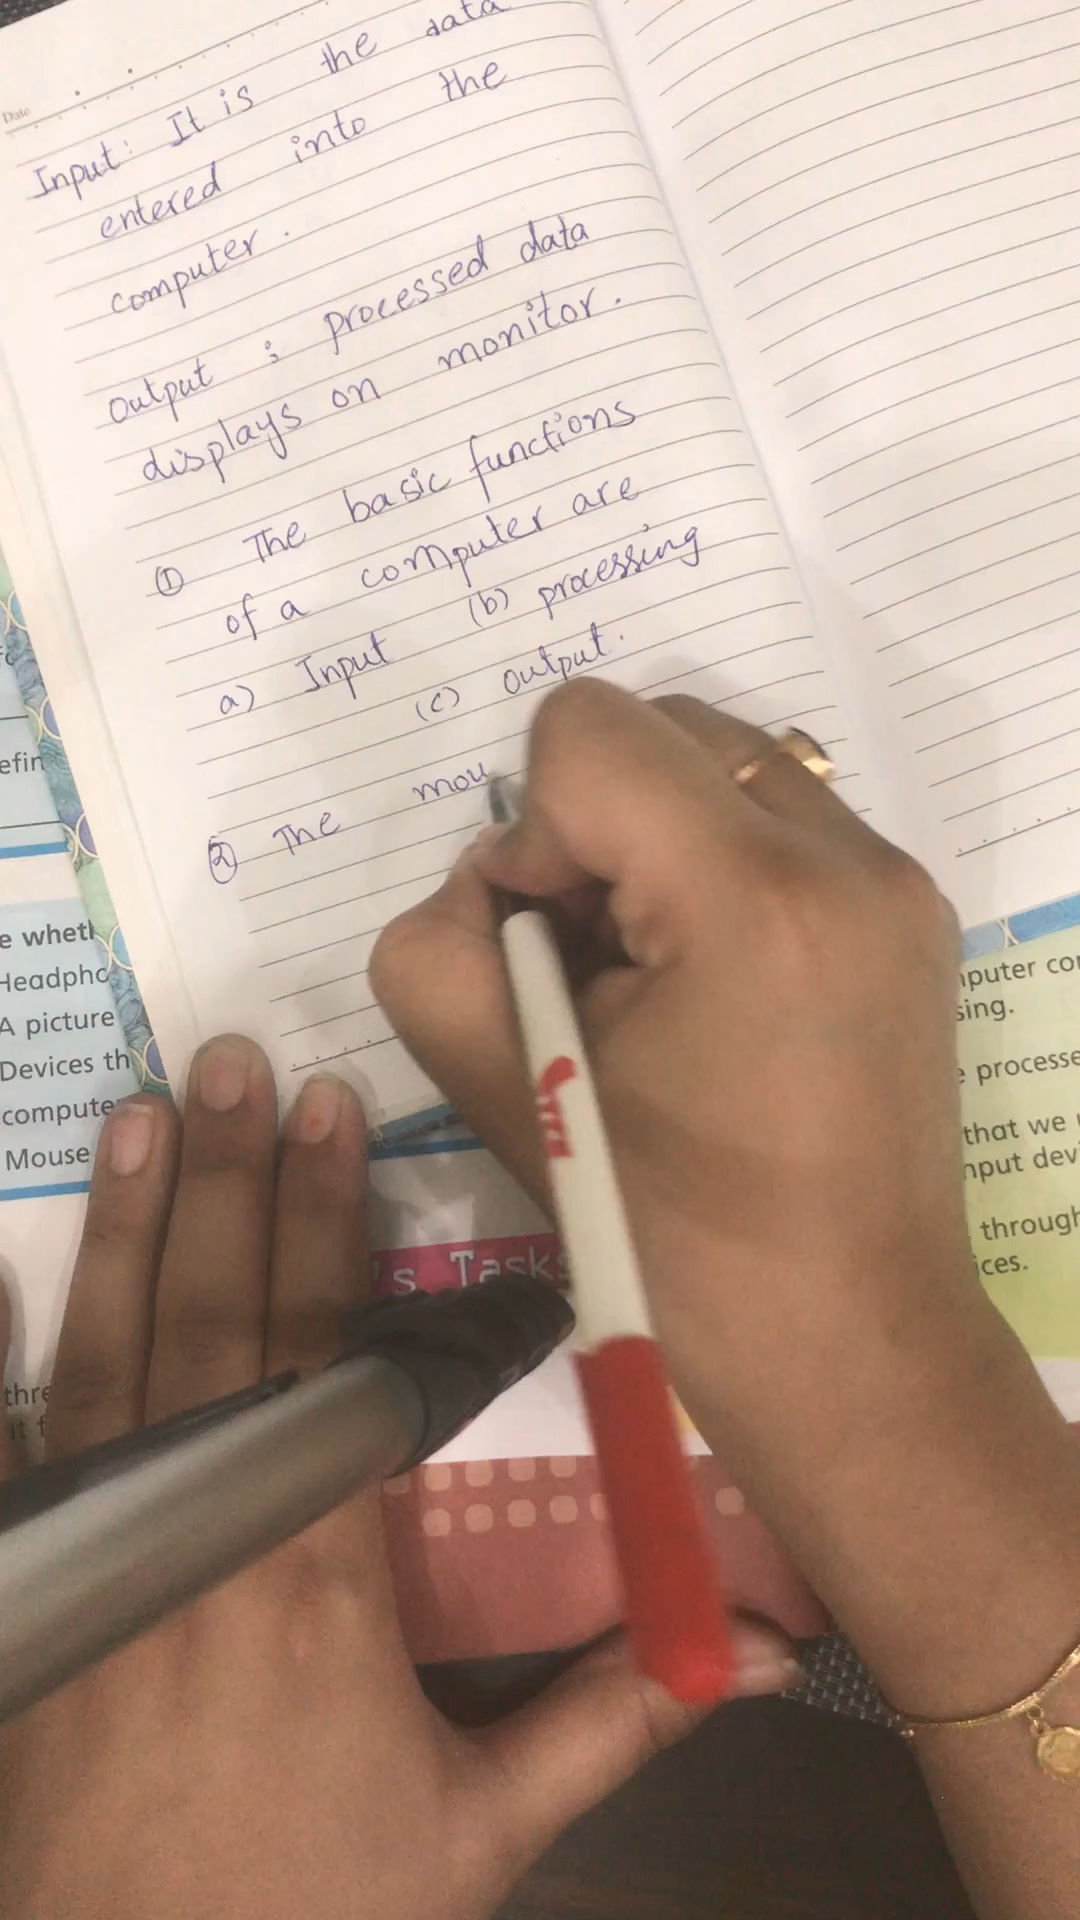 Date
Input: It is the data
entered into the
computer.
Output : processed data
displays on monitor.
① The basic functions
of a computer are
a) Input (b) processing
(c) output.
② The mou
efin
e wheth
Headpho
A picture
Devices th
compute
Mouse
thre
it f
's Tasks
mputer co
sing.
e processe
that we
nput dev
through
ices.